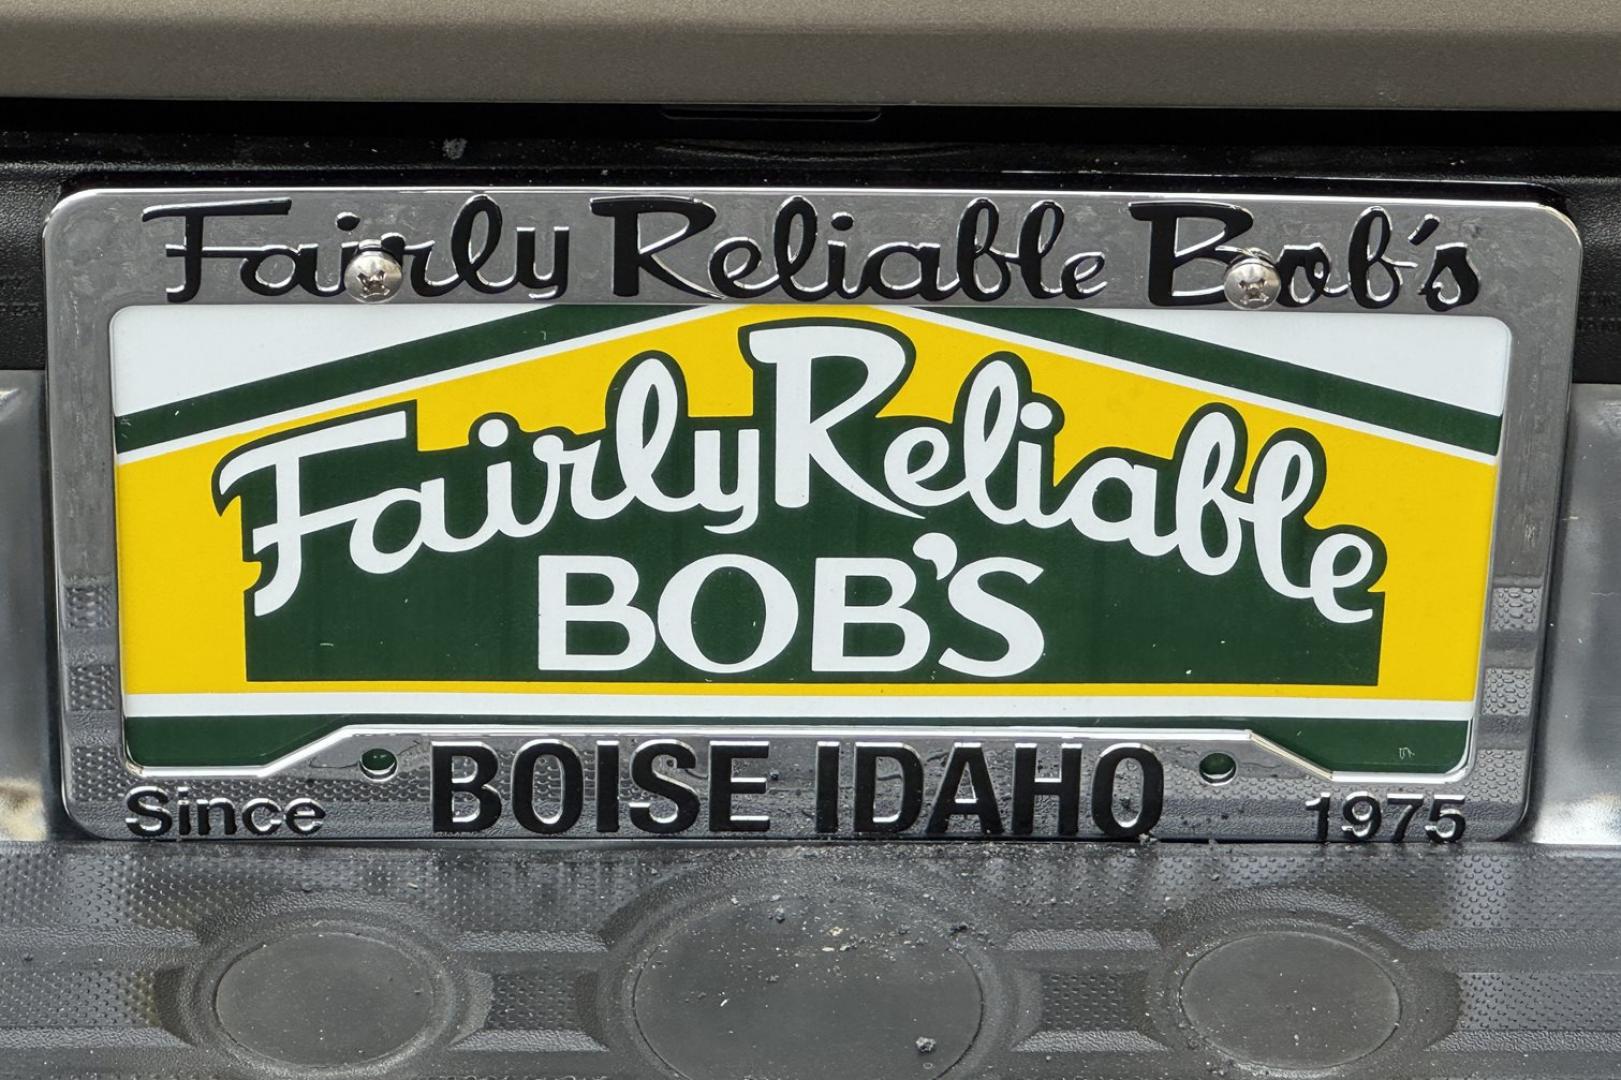 Fairly Reliable Bob's
Fairly Reliable
BOB'S
BOISE IDAHO
Since 1975